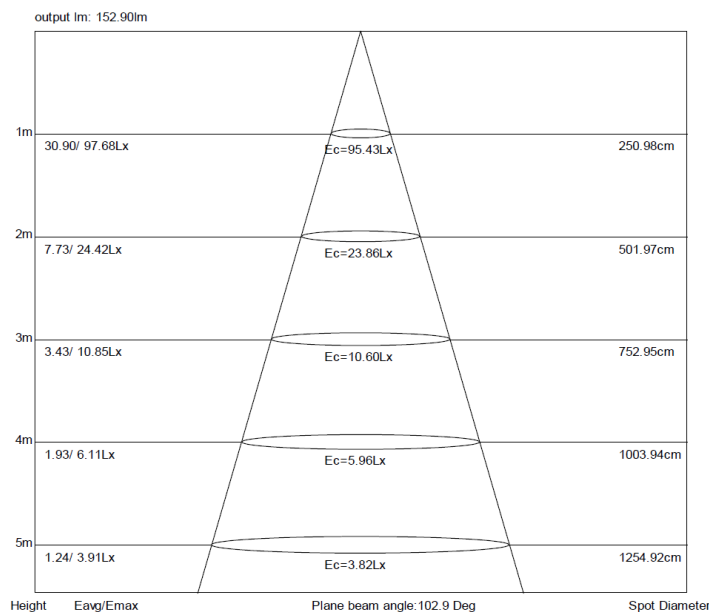 output lm: 152.90lm
1m
30.90/ 97.68Lx
Ec=95.43Lx
250.98cm
2m
7.73/ 24.42Lx
Ec=23.86Lx
501.97cm
3m
3.43/ 10.85Lx
Ec=10.60Lx
752.95cm
4m
1.93/ 6.11Lx
Ec=5.96Lx
1003.94cm
5m
1.24/ 3.91Lx
Ec=3.82Lx
1254.92cm
Height Eavg/Emax Plane beam angle:102.9 Deg Spot Diameter